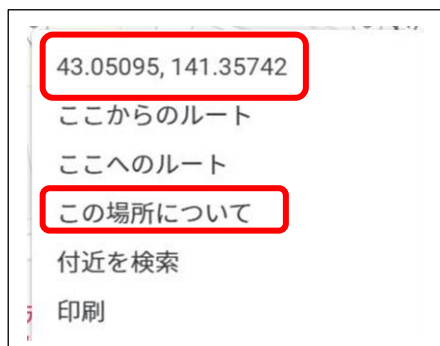 43.05095, 141.35742
ここからのルート
ここへのルート
この場所について
付近を検索
印刷